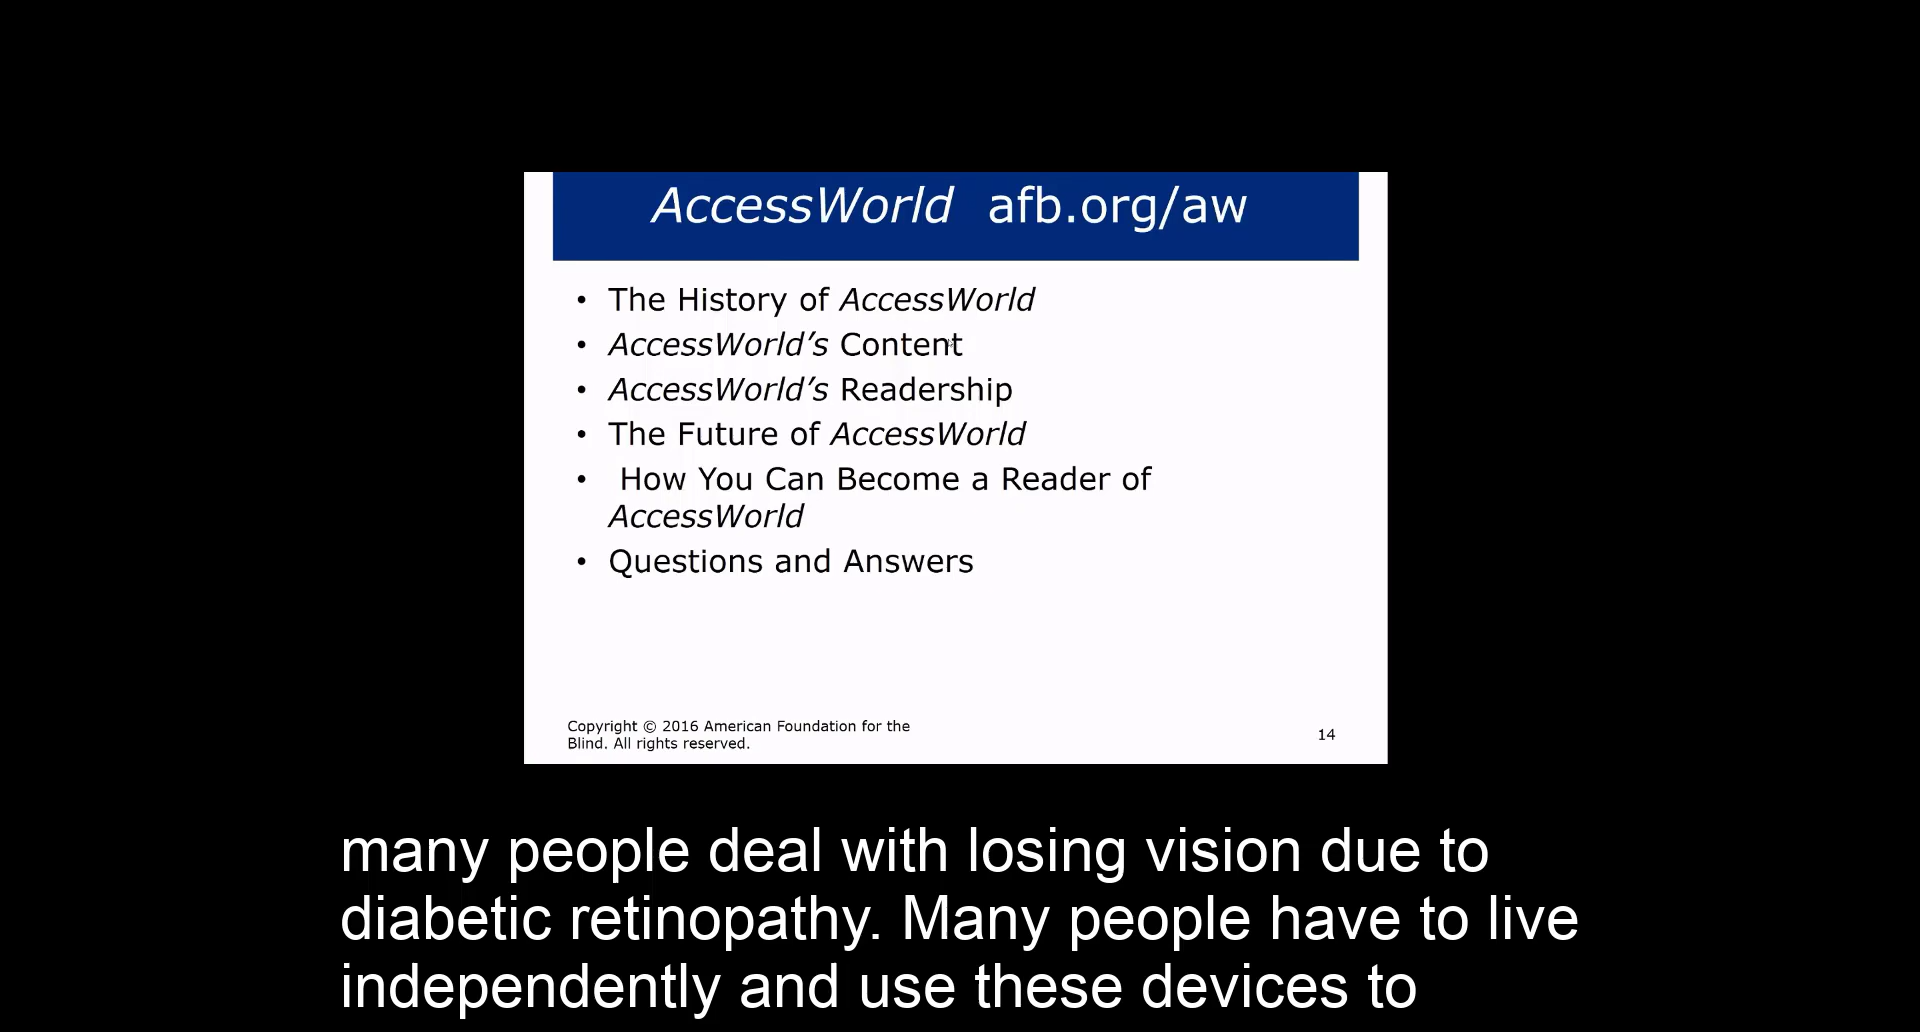 AccessWorld afb.org/aw
• The History of AccessWorld
• AccessWorld’s Content
• AccessWorld’s Readership
• The Future of AccessWorld
• How You Can Become a Reader of
AccessWorld
• Questions and Answers
Copyright © 2016 American Foundation for the
Blind. All rights reserved.
14
many people deal with losing vision due to
diabetic retinopathy. Many people have to live
independently and use these devices to